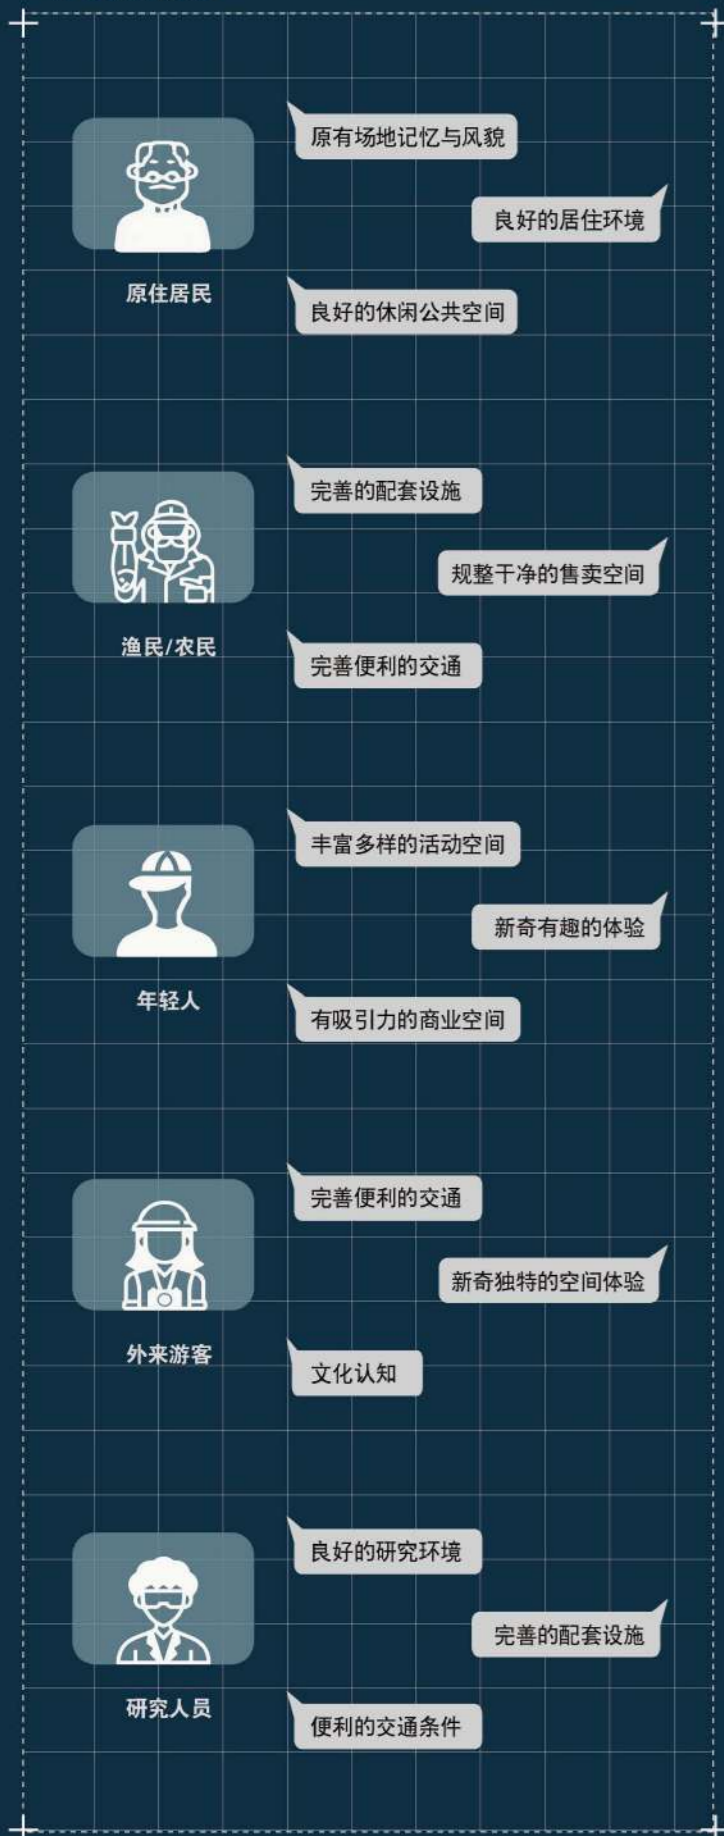 原有场地记忆与风貌
良好的居住环境
原住居民
良好的休闲公共空间
完善的配套设施
规整干净的售卖空间
渔民/农民
完善便利的交通
丰富多样的活动空间
新奇有趣的体验
年轻人
有吸引力的商业空间
完善便利的交通
新奇独特的空间体验
外来游客
文化认知
良好的研究环境
完善的配套设施
研究人员
便利的交通条件